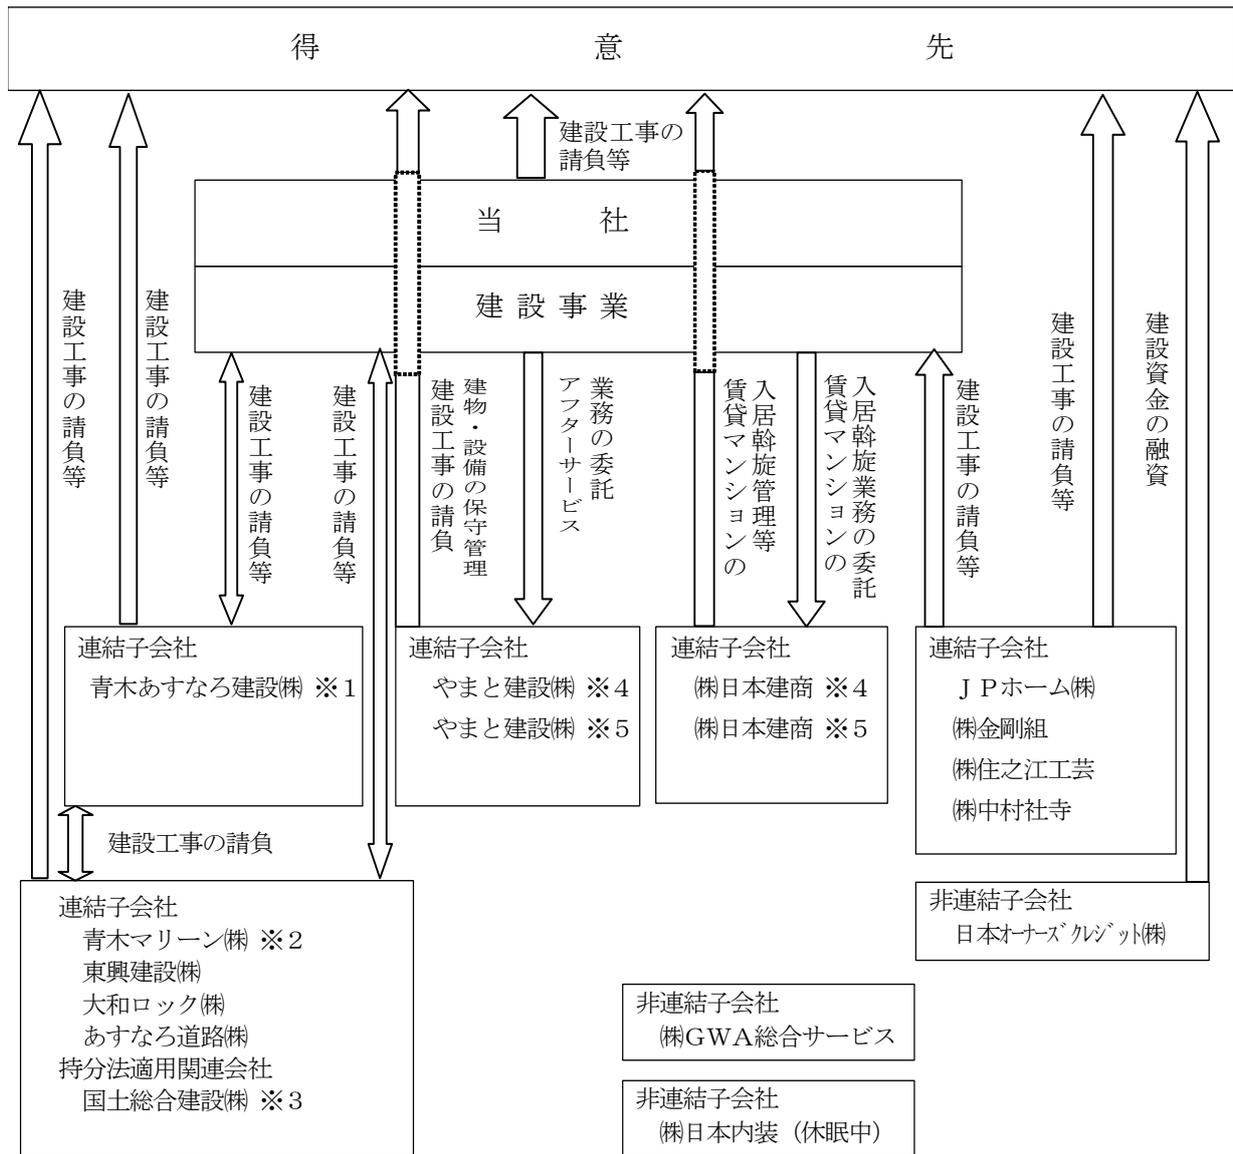 得意先
建設工事の
請負等
当社
建設事業
建設工事の請負等
建設工事の請負等
建設工事の請負等
建設工事の請負等
建物・設備の保守管理
建設工事の請負
業務の委託
アフターサービス
入居斡旋管理等
賃貸マンションの
入居斡旋業務の委託
賃貸マンションの
建設工事の請負等
建設工事の請負等
建設資金の融資
連結子会社
青木あすなろ建設㈱ ※1
連結子会社
やまと建設㈱ ※4
やまと建設㈱ ※5
連結子会社
㈱日本建商 ※4
㈱日本建商 ※5
連結子会社
JPホーム㈱
㈱金剛組
㈱住之江工芸
㈱中村社寺
建設工事の請負
連結子会社
青木マリーン㈱ ※2
東興建設㈱
大和ロック㈱
あすなろ道路㈱
持分法適用関連会社
国土総合建設㈱ ※3
非連結子会社
日本オーナーズクレジット㈱
非連結子会社
㈱GWA総合サービス
非連結子会社
㈱日本内装（休眠中）